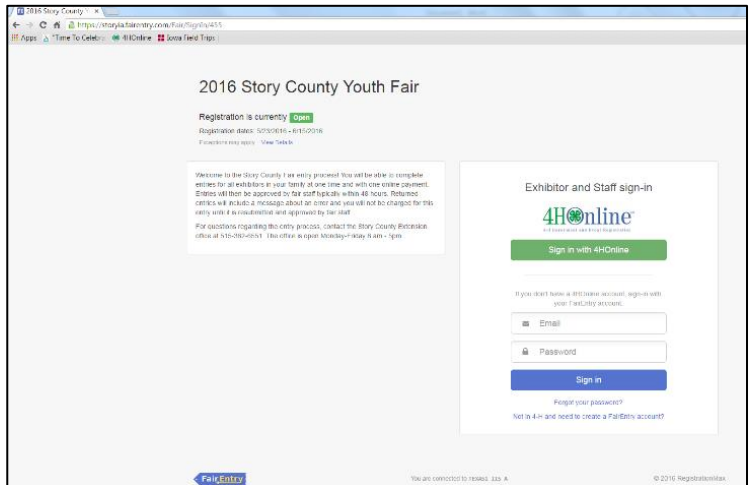 2016 Story County Y
https://storyia.fairentry.com/Fair/SignIn/455
Apps "Time To Celebr 4HOnline Iowa Field Trips
2016 Story County Youth Fair
Registration is currently Open
Registration dates: 5/23/2016 - 6/15/2016
Exceptions may apply. View Details
Welcome to the Story County Fair entry process! You will be able to complete
entries for all exhibitors in your family at one time and with one online payment.
Entries will then be approved by fair staff typically within 48 hours. Returned
entries will include a message about an error and you will not be charged for this
entry until it is resubmitted and approved by fair staff.
For questions regarding the entry process, contact the Story County Extension
office at The office is open Monday-Friday 8 am - 5pm
Exhibitor and Staff sign-in
4HOnline
Sign in with 4HOnline
If you don't have a 4HOnline account, sign-in with
your FairEntry account.
Email
Password
Sign in
Forgot your password?
Not in 4-H and need to create a FairEntry account?
FairEntry
You are connected to
© 2016 RegistrationMax